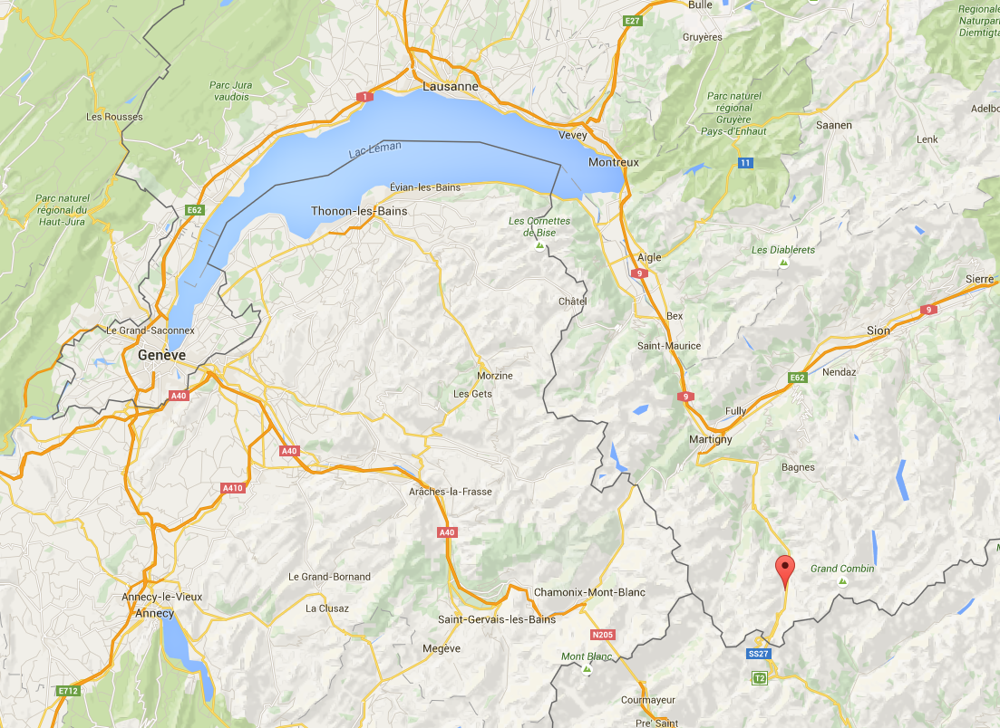 Bulle
E27
Gruyères
Regionale
Naturpar
Diemtigta
Lausanne
Parc Jura
vaudois
1
Les Rousses
Parc naturel
régional
Gruyère
Pays-d'Enhaut
Adelbo
Saanen
Vevey
Lenk
Lac Léman
Montreux
11
Évian-les-Bains
Parc naturel
régional du
Haut-Jura
E62
Thonon-les-Bains
Les Cornettes
de Bise
Les Diablerets
Aigle
9
Sierre
Châtel
9
Bex
Le Grand-Saconnex
Sion
Saint-Maurice
Genève
Nendaz
Morzine
E62
Les Gets
A40
9
Fully
Martigny
A40
Bagnes
A410
Arâches-la-Frasse
A40
M
Grand Combin
Le Grand-Bornand
Chamonix-Mont-Blanc
Annecy-le-Vieux
La Clusaz
Annecy
Saint-Gervais-les-Bains
N205
Megève
Mont Blanc
SS27
T2
E712
Courmayeur
Pre' Saint